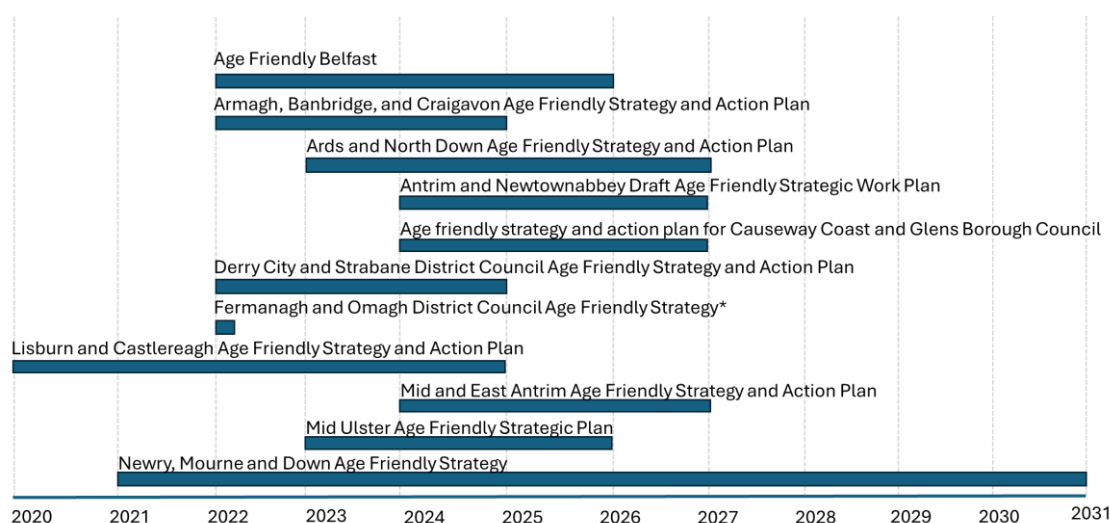 Age Friendly Belfast
Armagh, Banbridge, and Craigavon Age Friendly Strategy and Action Plan
Ards and North Down Age Friendly Strategy and Action Plan
Antrim and Newtownabbey Draft Age Friendly Strategic Work Plan
Age friendly strategy and action plan for Causeway Coast and Glens Borough Council
Derry City and Strabane District Council Age Friendly Strategy and Action Plan
Fermanagh and Omagh District Council Age Friendly Strategy*
Lisburn and Castlereagh Age Friendly Strategy and Action Plan
Mid and East Antrim Age Friendly Strategy and Action Plan
Mid Ulster Age Friendly Strategic Plan
Newry, Mourne and Down Age Friendly Strategy
2020 2021 2022 2023 2024 2025 2026 2027 2028 2029 2030 2031